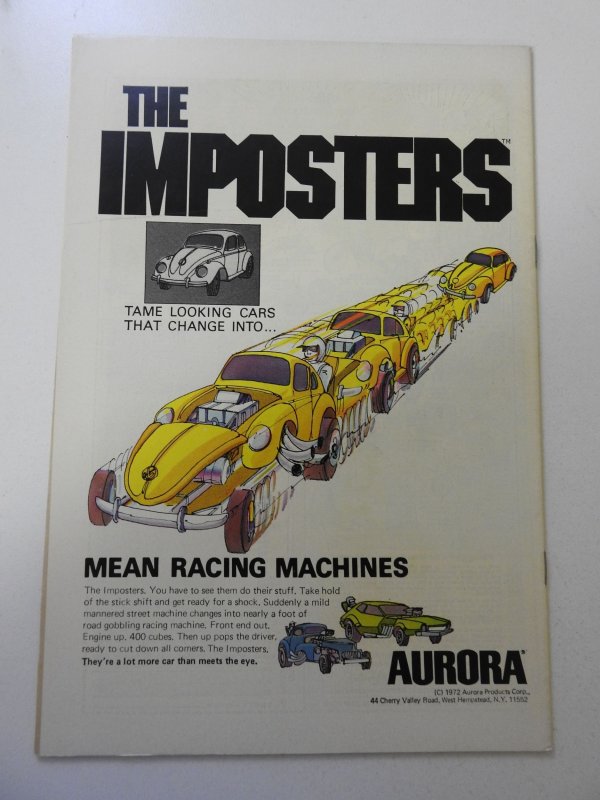 THE
IMPOSTERS™
TAME LOOKING CARS
THAT CHANGE INTO...
MEAN RACING MACHINES
The Imposters. You have to see them do their stuff. Take hold
of the stick shift and get ready for a shock. Suddenly a mild
mannered street machine changes into nearly a foot of
road gobbling racing machine. Front end out.
Engine up, 400 cubes. Then up pops the driver,
ready to cut down all comers. The Imposters.
They're a lot more car than meets the eye.
AURORA®
(C) 1972 Aurora Products Corp.,
44 Cherry Valley Road, West Hempstead, N.Y. 11552